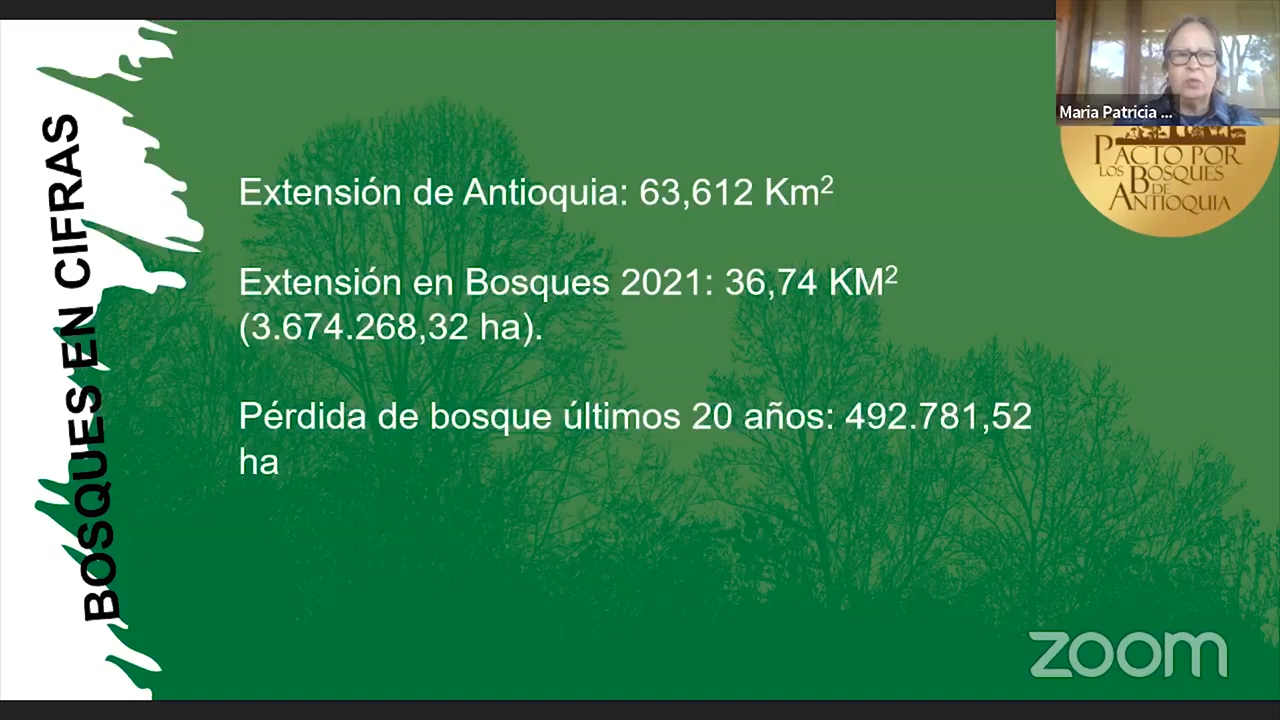 BOSQUES EN CIFRAS
Extensión de Antioquia: 63,612 Km²
Extensión en Bosques 2021: 36,74 KM²
(3.674.268,32 ha).
Pérdida de bosque últimos 20 años: 492.781,52
ha
Maria Patricia ...
PACTO POR
LOS BOSQUES
DE
ANTIOQUIA
zoom